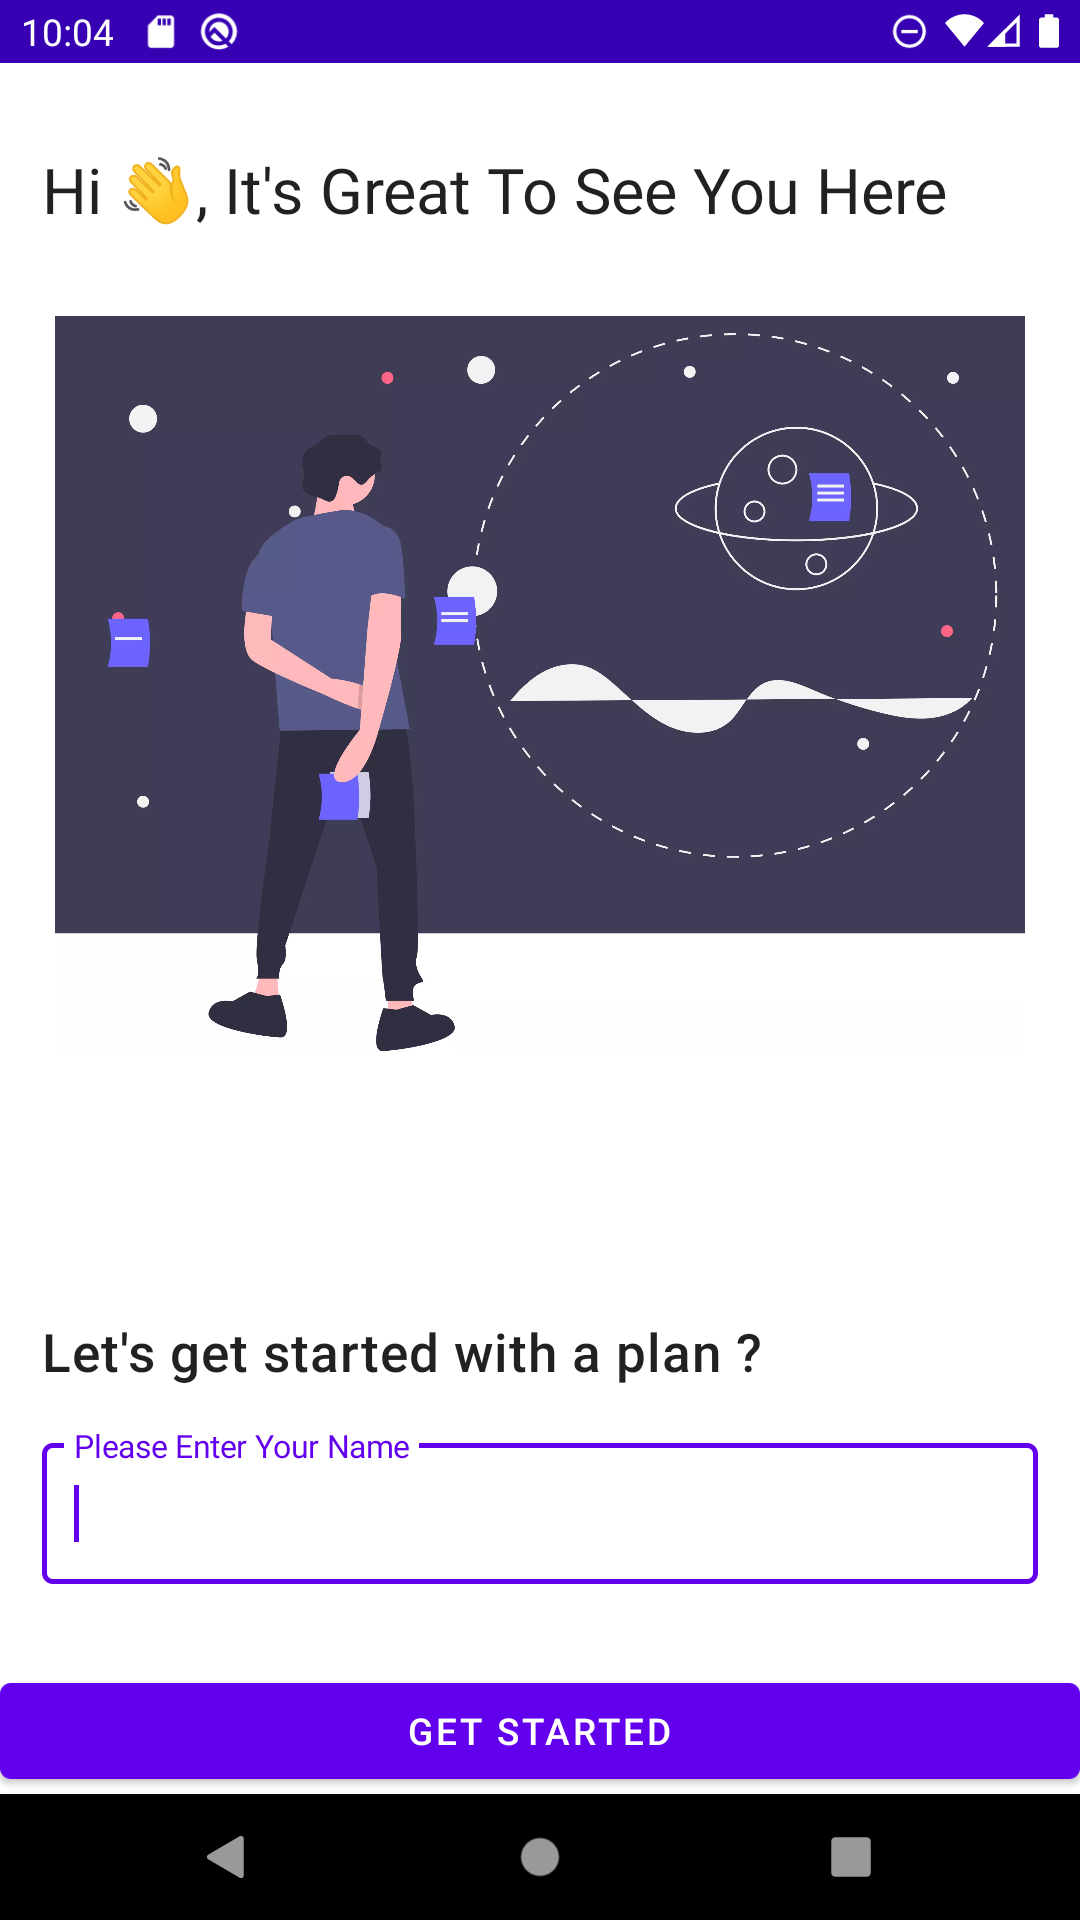 10:04
Hi 👋, It's Great To See You Here
Let's get started with a plan ?
Please Enter Your Name
GET STARTED